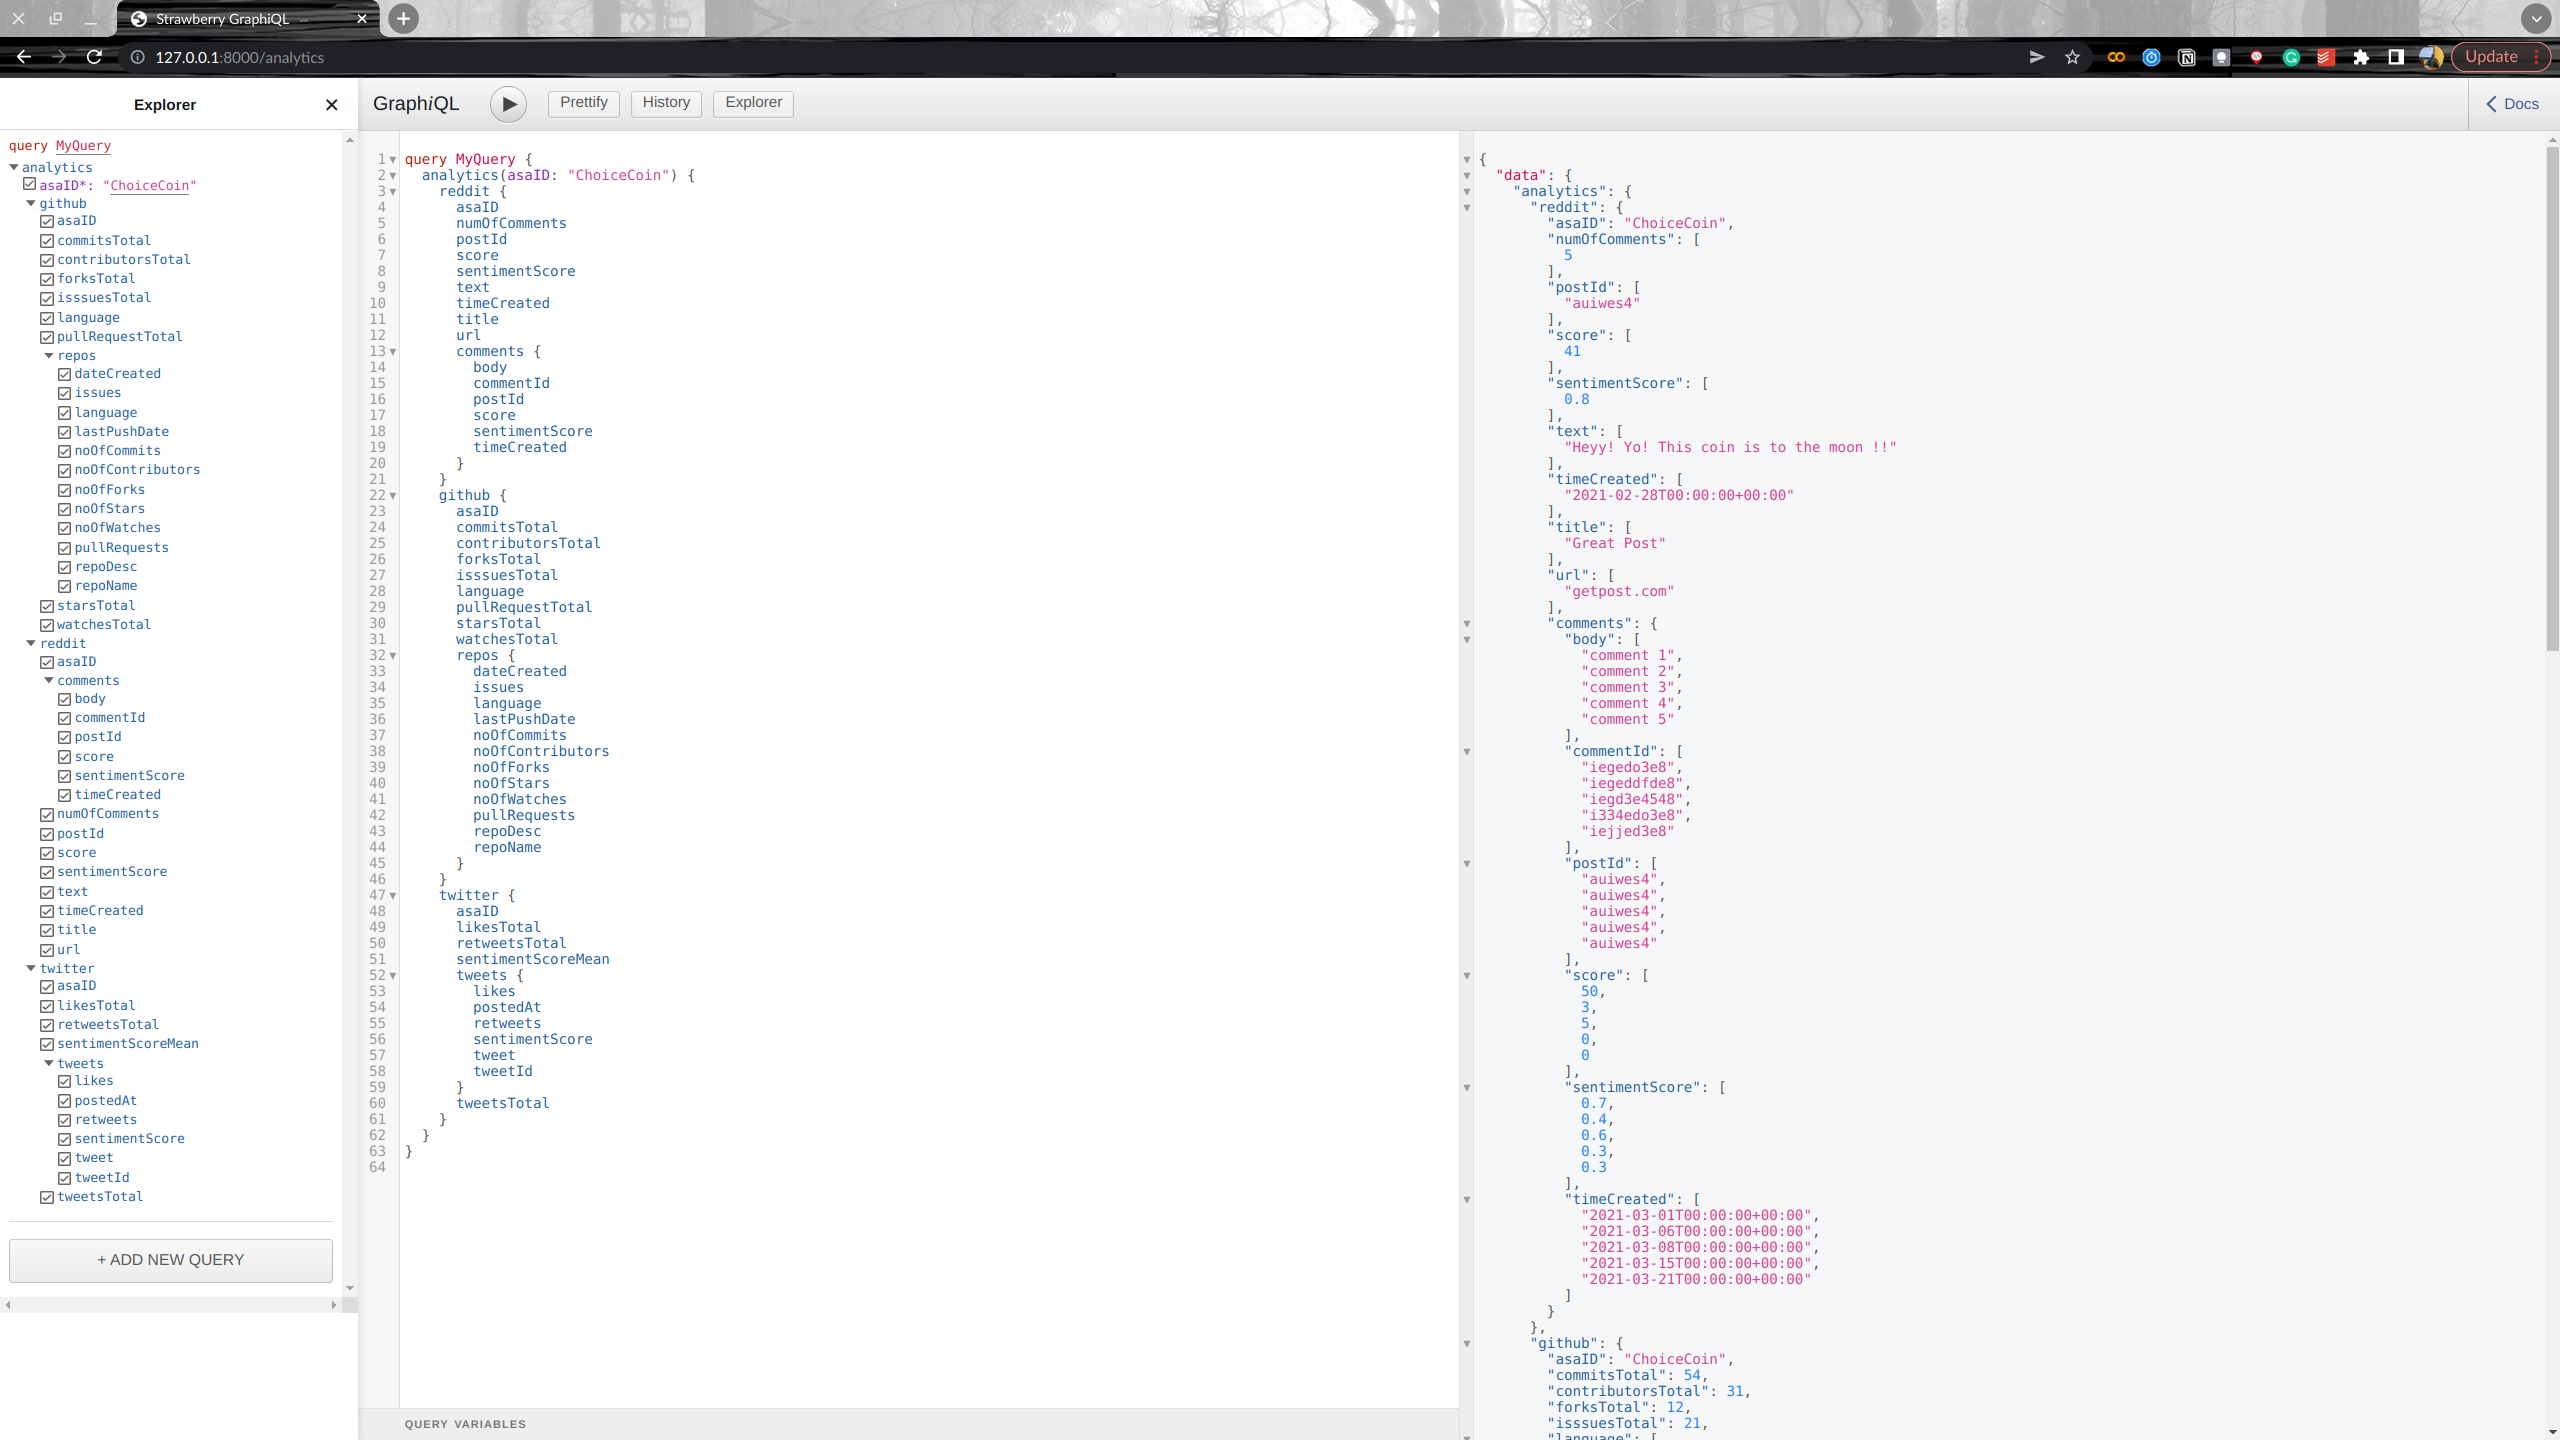 Strawberry GraphiQL
127.0.0.1:8000/analytics
Update
Explorer
query MyQuery
analytics
asaID*: "ChoiceCoin"
github
asaID
commitsTotal
contributorsTotal
forksTotal
isssuesTotal
language
pullRequestTotal
repos
dateCreated
issues
language
lastPushDate
noOfCommits
noOfContributors
noOfForks
noOfStars
noOfWatches
pullRequests
repoDesc
repoName
starsTotal
watchesTotal
reddit
asaID
comments
body
commentId
postId
score
sentimentScore
timeCreated
numOfComments
postId
score
sentimentScore
text
timeCreated
title
url
twitter
asaID
likesTotal
retweetsTotal
sentimentScoreMean
tweets
likes
postedAt
retweets
sentimentScore
tweet
tweetId
tweetsTotal
+ ADD NEW QUERY
GraphiQL
Prettify
History
Explorer
Docs
1 query MyQuery {
2 analytics(asaID: "ChoiceCoin") {
3 reddit {
4 asaID
5 numOfComments
6 postId
7 score
8 sentimentScore
9 text
10 timeCreated
11 title
12 url
13 comments {
14 body
15 commentId
16 postId
17 score
18 sentimentScore
19 timeCreated
20 }
21 }
22 github {
23 asaID
24 commitsTotal
25 contributorsTotal
26 forksTotal
27 isssuesTotal
28 language
29 pullRequestTotal
30 starsTotal
31 watchesTotal
32 repos {
33 dateCreated
34 issues
35 language
36 lastPushDate
37 noOfCommits
38 noOfContributors
39 noOfForks
40 noOfStars
41 noOfWatches
42 pullRequests
43 repoDesc
44 repoName
45 }
46 }
47 twitter {
48 asaID
49 likesTotal
50 retweetsTotal
51 sentimentScoreMean
52 tweets {
53 likes
54 postedAt
55 retweets
56 sentimentScore
57 tweet
58 tweetId
59 }
60 tweetsTotal
61 }
62 }
63 }
64
QUERY VARIABLES
{
"data": {
"analytics": {
"reddit": {
"asaID": "ChoiceCoin",
"numOfComments": [
5
],
"postId": [
"auiwes4"
],
"score": [
41
],
"sentimentScore": [
0.8
],
"text": [
"Heyy! Yo! This coin is to the moon !!"
],
"timeCreated": [
"2021-02-28T00:00:00+00:00"
],
"title": [
"Great Post"
],
"url": [
"getpost.com"
],
"comments": {
"body": [
"comment 1",
"comment 2",
"comment 3",
"comment 4",
"comment 5"
],
"commentId": [
"iegedo3e8",
"iegeddfde8",
"iegd3e4548",
"i334edo3e8",
"iejjed3e8"
],
"postId": [
"auiwes4",
"auiwes4",
"auiwes4",
"auiwes4",
"auiwes4"
],
"score": [
50,
3,
5,
0,
0
],
"sentimentScore": [
0.7,
0.4,
0.6,
0.3,
0.3
],
"timeCreated": [
"2021-03-01T00:00:00+00:00",
"2021-03-06T00:00:00+00:00",
"2021-03-08T00:00:00+00:00",
"2021-03-15T00:00:00+00:00",
"2021-03-21T00:00:00+00:00"
]
}
},
"github": {
"asaID": "ChoiceCoin",
"commitsTotal": 54,
"contributorsTotal": 31,
"forksTotal": 12,
"isssuesTotal": 21,
"language": [